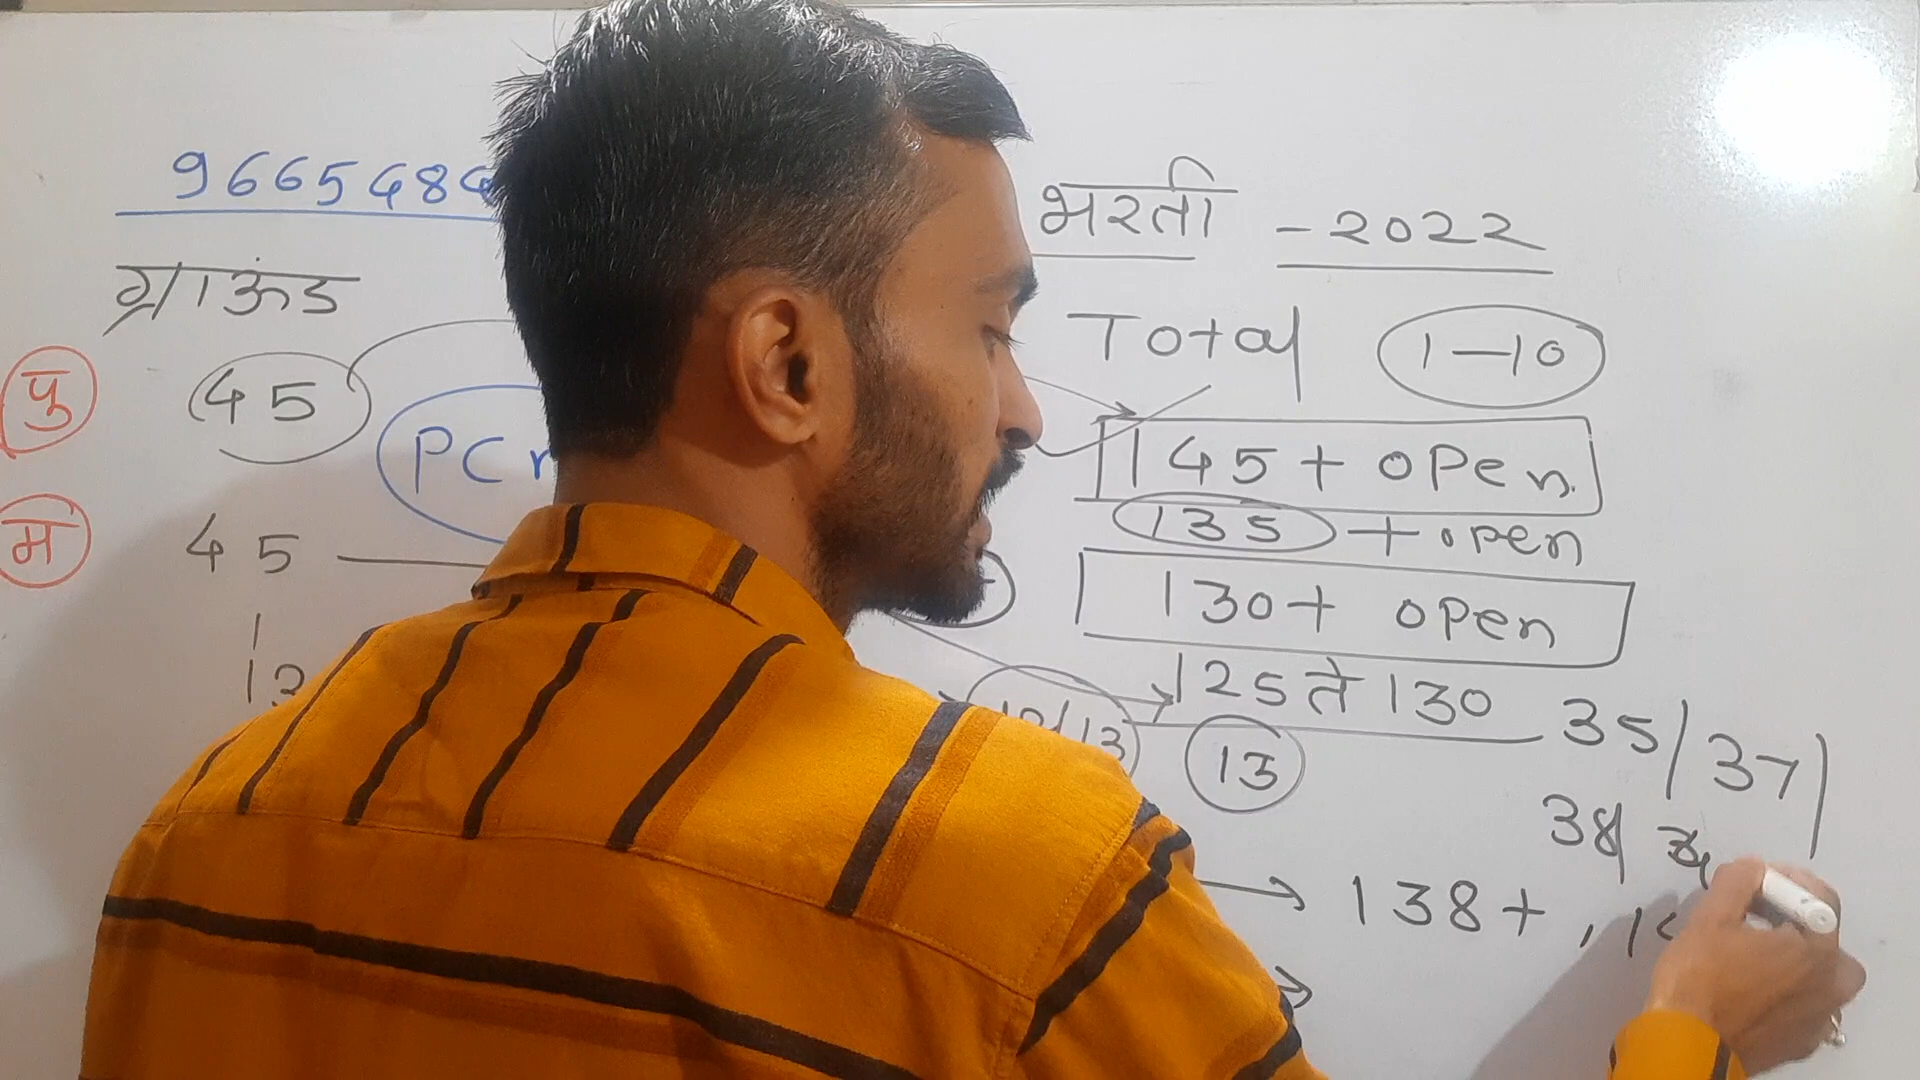 9665484
भरती - 2022
ग्राऊंड
Total 1-10
पु 45
145 + open
PC
135 + open
म 45
130+ open
125 ते 130
35/37/
13
38
138+